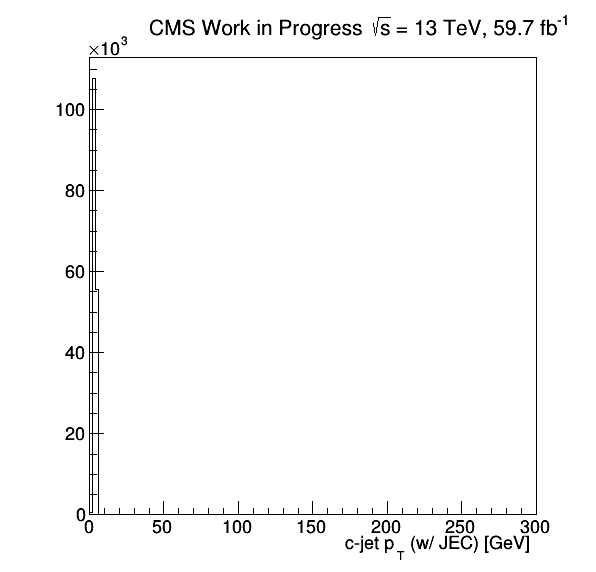 CMS Work in Progress √s = 13 TeV, 59.7 fb⁻¹
×10³
100
80
60
40
20
0
0 50 100 150 200 250 300
c-jet p_T (w/ JEC) [GeV]